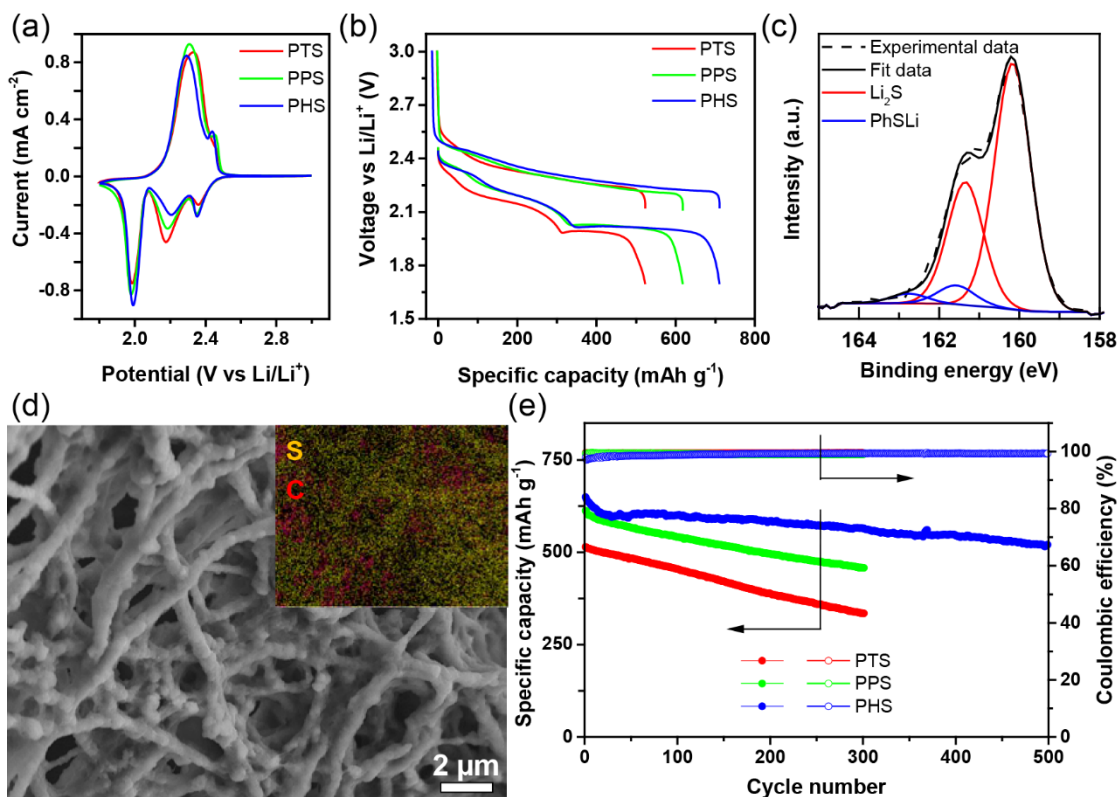 (a)
Current (mA cm⁻²)
0.8
0.4
0.0
-0.4
-0.8
PTS
PPS
PHS
2.0
2.4
2.8
Potential (V vs Li/Li⁺)
(b)
Voltage vs Li/Li⁺ (V)
3.0
2.7
2.4
2.1
1.8
1.5
PTS
PPS
PHS
0
200
400
600
800
Specific capacity (mAh g⁻¹)
(c)
Intensity (a.u.)
Experimental data
Fit data
Li₂S
PhSLi
164
162
160
158
Binding energy (eV)
(d)
S
C
2 µm
(e)
Specific capacity (mAh g⁻¹)
750
500
250
0
PTS
PPS
PHS
100
80
60
40
20
0
Coulombic efficiency (%)
0
100
200
300
400
500
Cycle number